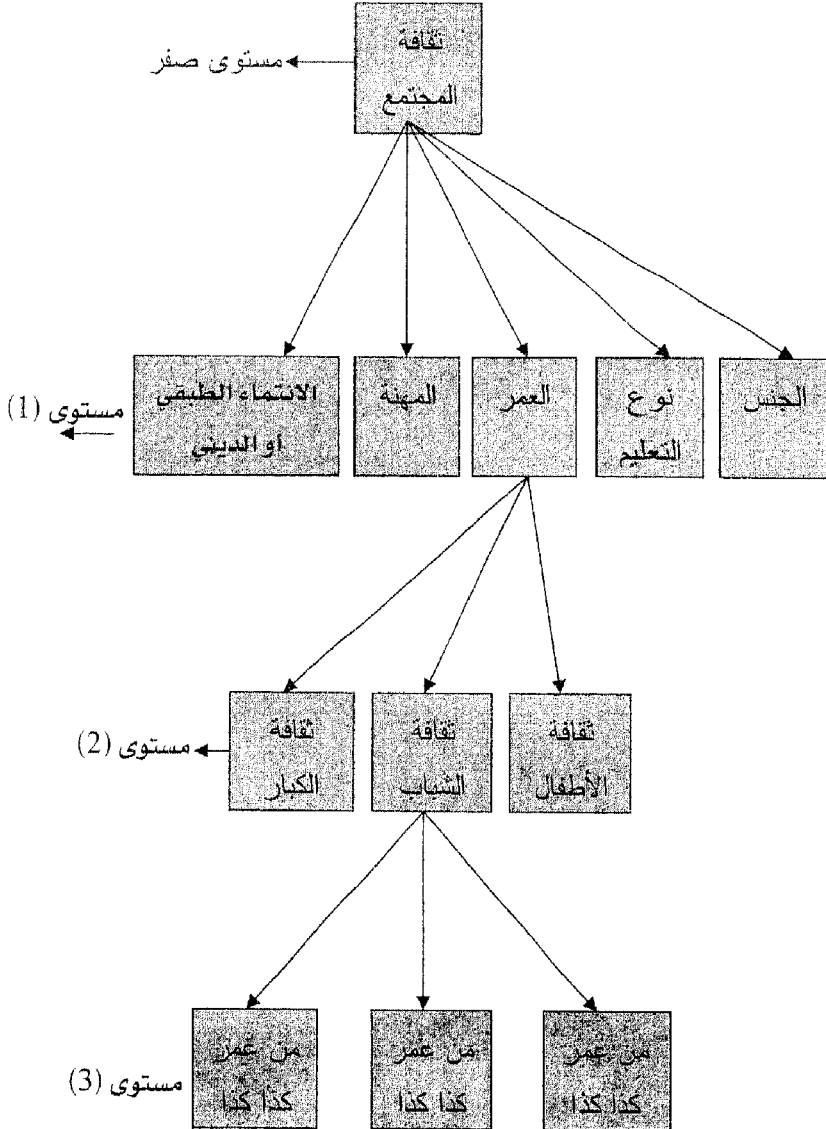 ثقافة
المجتمع
مستوى صفر
الجنس
نوع
التعليم
العمر
المهنة
الانتماء الطبقي
أو الديني
مستوى (1)
ثقافة
الأطفال
ثقافة
الشباب
ثقافة
الكبار
مستوى (2)
من عمر
كذا كذا
من عمر
كذا كذا
من عمر
كذا كذا
مستوى (3)